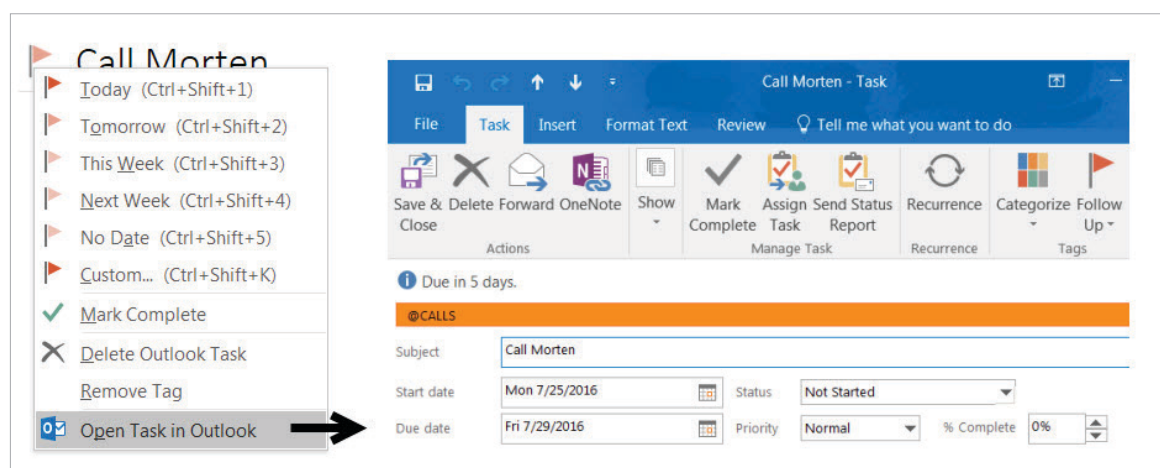 Call Morten
Today (Ctrl+Shift+1)
Tomorrow (Ctrl+Shift+2)
This Week (Ctrl+Shift+3)
Next Week (Ctrl+Shift+4)
No Date (Ctrl+Shift+5)
Custom... (Ctrl+Shift+K)
Mark Complete
Delete Outlook Task
Remove Tag
Open Task in Outlook
Call Morten - Task
File Task Insert Format Text Review Tell me what you want to do
Save & Delete Forward OneNote Show Mark Assign Send Status Recurrence Categorize Follow
Close Complete Task Report Up
Actions Manage Task Recurrence Tags
Due in 5 days.
@CALLS
Subject Call Morten
Start date Mon 7/25/2016 Status Not Started
Due date Fri 7/29/2016 Priority Normal % Complete 0%